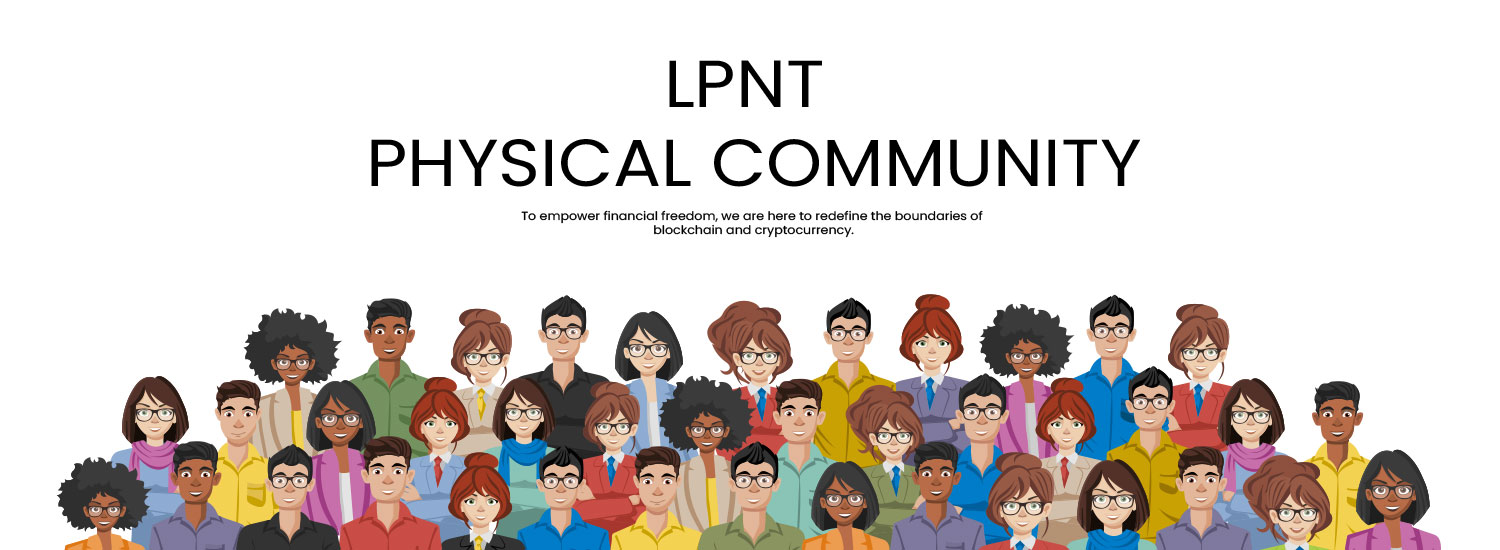 LPNT
PHYSICAL COMMUNITY
To empower financial freedom, we are here to redefine the boundaries of
blockchain and cryptocurrency.